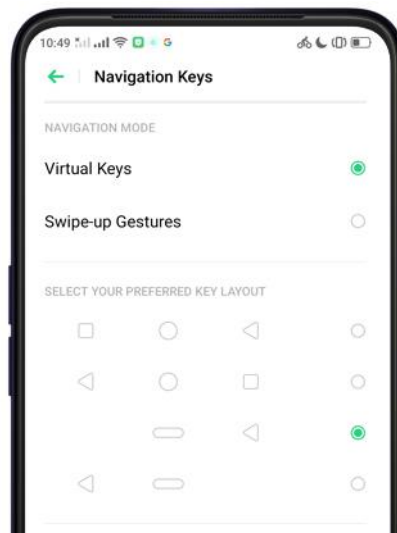 10:49
Navigation Keys
NAVIGATION MODE
Virtual Keys
Swipe-up Gestures
SELECT YOUR PREFERRED KEY LAYOUT